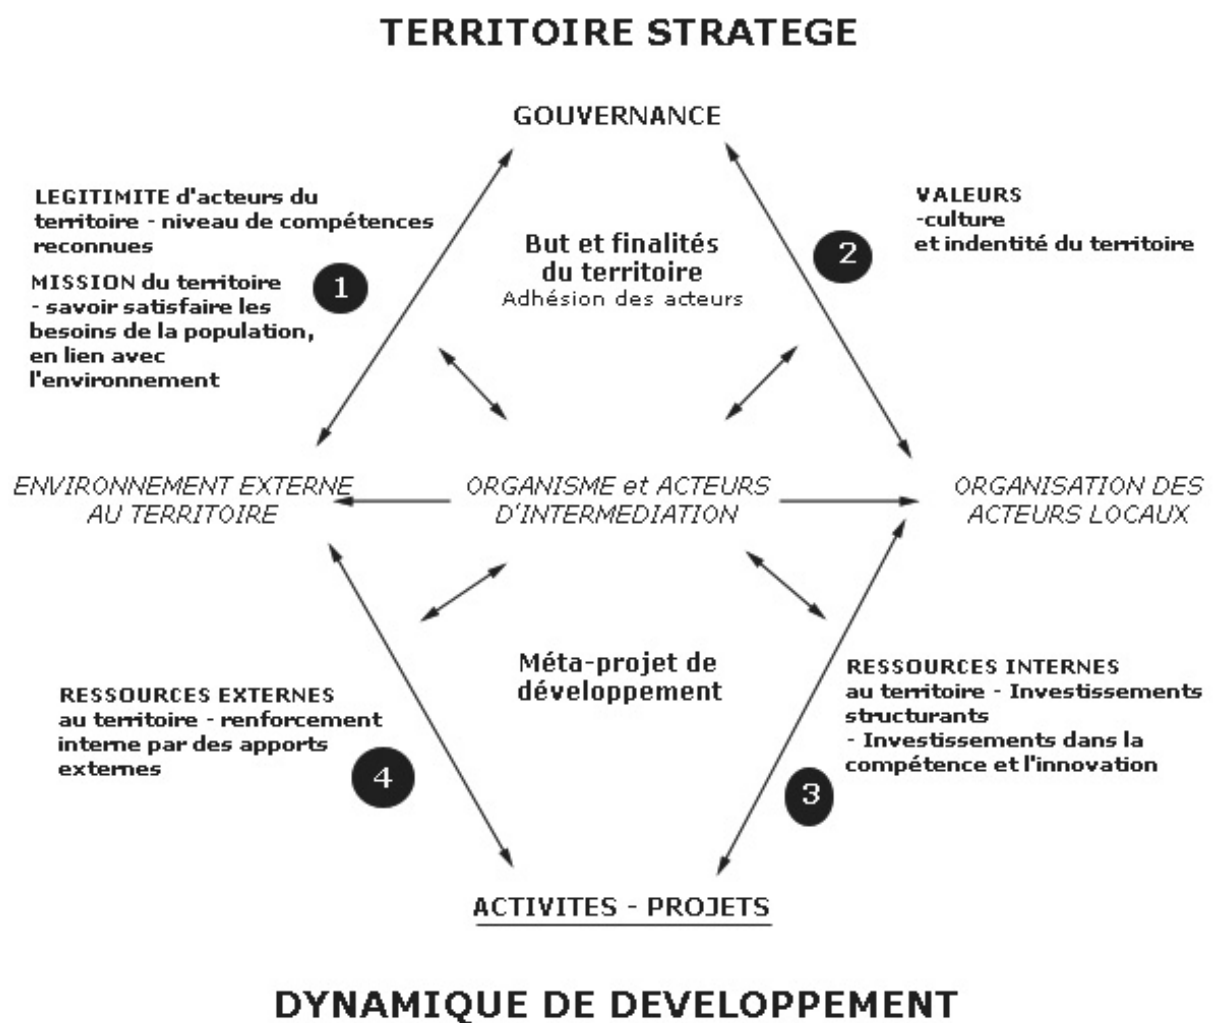 TERRITOIRE STRATEGE
GOUVERNANCE
LEGITIMITE d'acteurs du
territoire - niveau de compétences
reconnues
MISSION du territoire
- savoir satisfaire les
besoins de la population,
en lien avec
l'environnement
1
But et finalités
du territoire
Adhésion des acteurs
2
VALEURS
-culture
et indentité du territoire
ENVIRONNEMENT EXTERNE
AU TERRITOIRE
ORGANISME et ACTEURS
D'INTERMEDIATION
ORGANISATION DES
ACTEURS LOCAUX
RESSOURCES EXTERNES
au territoire - renforcement
interne par des apports
externes
4
Méta-projet de
développement
RESSOURCES INTERNES
au territoire - Investissements
structurants
- Investissements dans la
compétence et l'innovation
3
ACTIVITES - PROJETS
DYNAMIQUE DE DEVELOPPEMENT